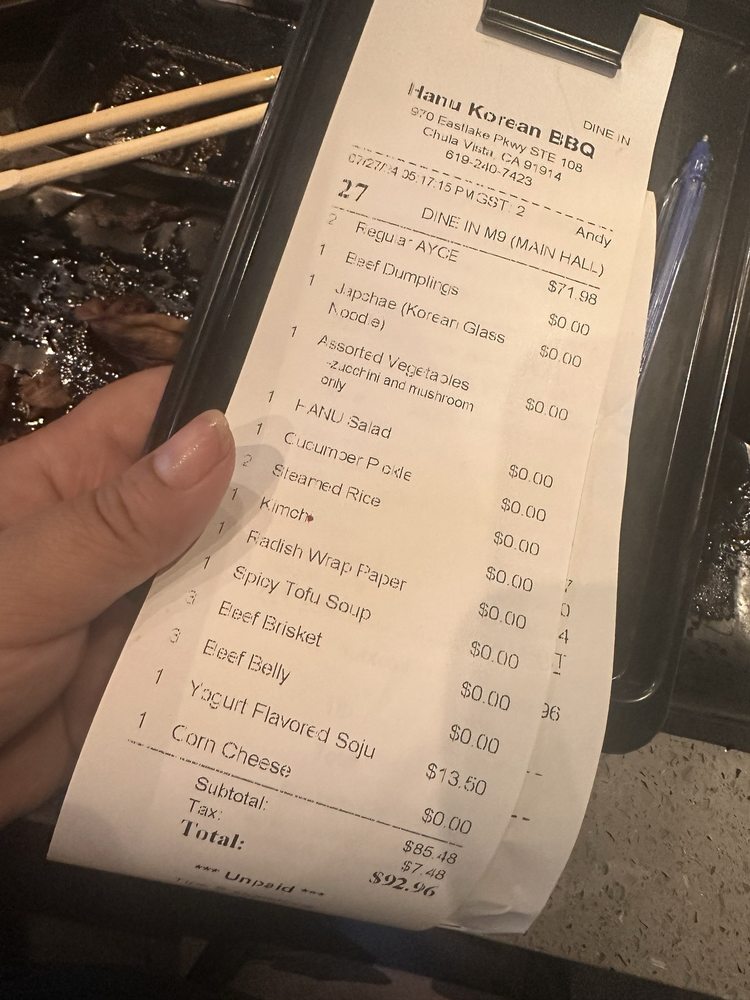 DINE IN
Hanu Korean BBQ
970 Eastlake Pkwy STE 108
Chula Vista, CA 91914
619-240-7423
07/27/24 05:17:15 PM GST: 2 Andy
27 DINE IN M9 (MAIN HALL)
2 Regular AYCE $71.98
1 Beef Dumplings $0.00
1 Japchae (Korean Glass Noodle) $0.00
1 Assorted Vegetables $0.00
-zucchini and mushroom
only
1 HANU Salad $0.00
1 Cucumber Pickle $0.00
2 Steamed Rice $0.00
1 Kimchi $0.00
1 Radish Wrap Paper $0.00
1 Spicy Tofu Soup $0.00
3 Beef Brisket $0.00
3 Beef Belly $0.00
1 Yogurt Flavored Soju $13.50
1 Corn Cheese $0.00
Subtotal: $85.48
Tax: $7.48
Total: $92.96
*** Unpaid ***
7
0
4
T
96